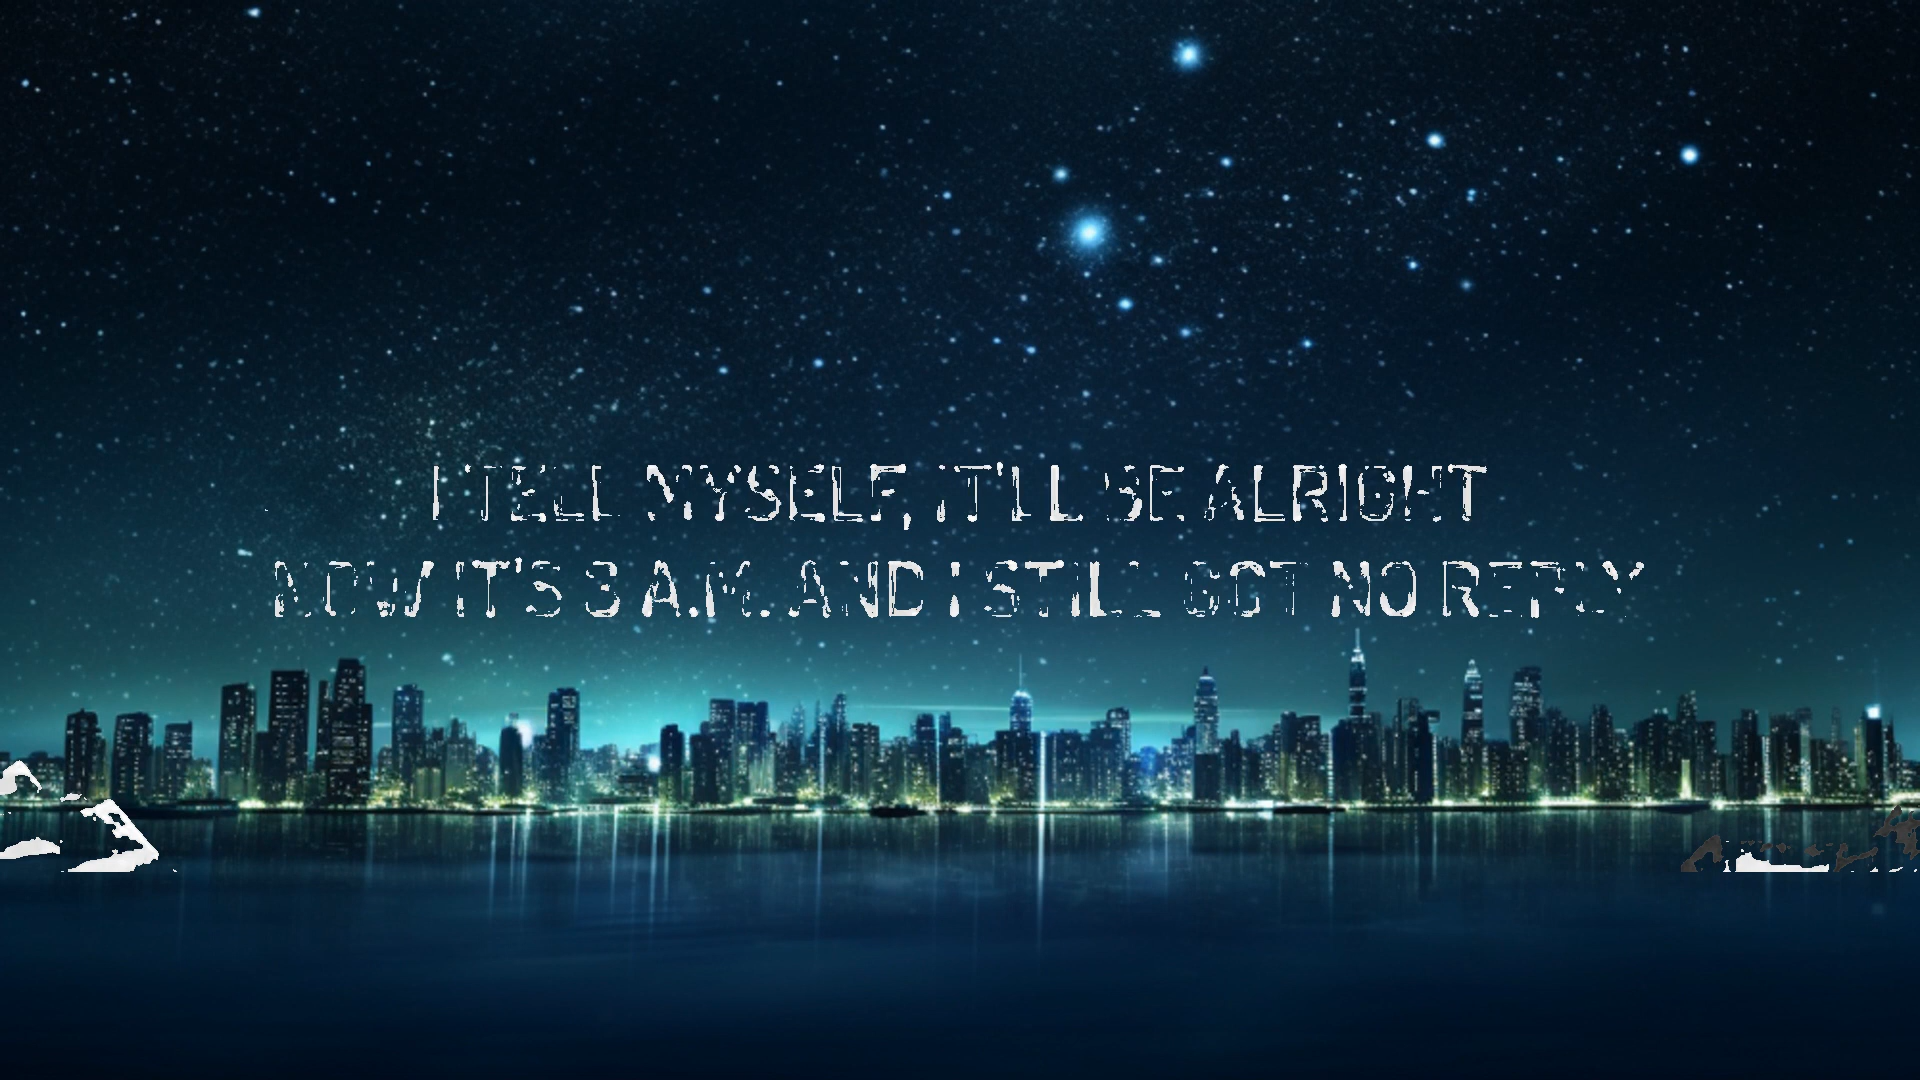 I TELL MYSELF, IT'LL BE ALRIGHT
NOW IT'S 3 A.M. AND I STILL GOT NO REPLY